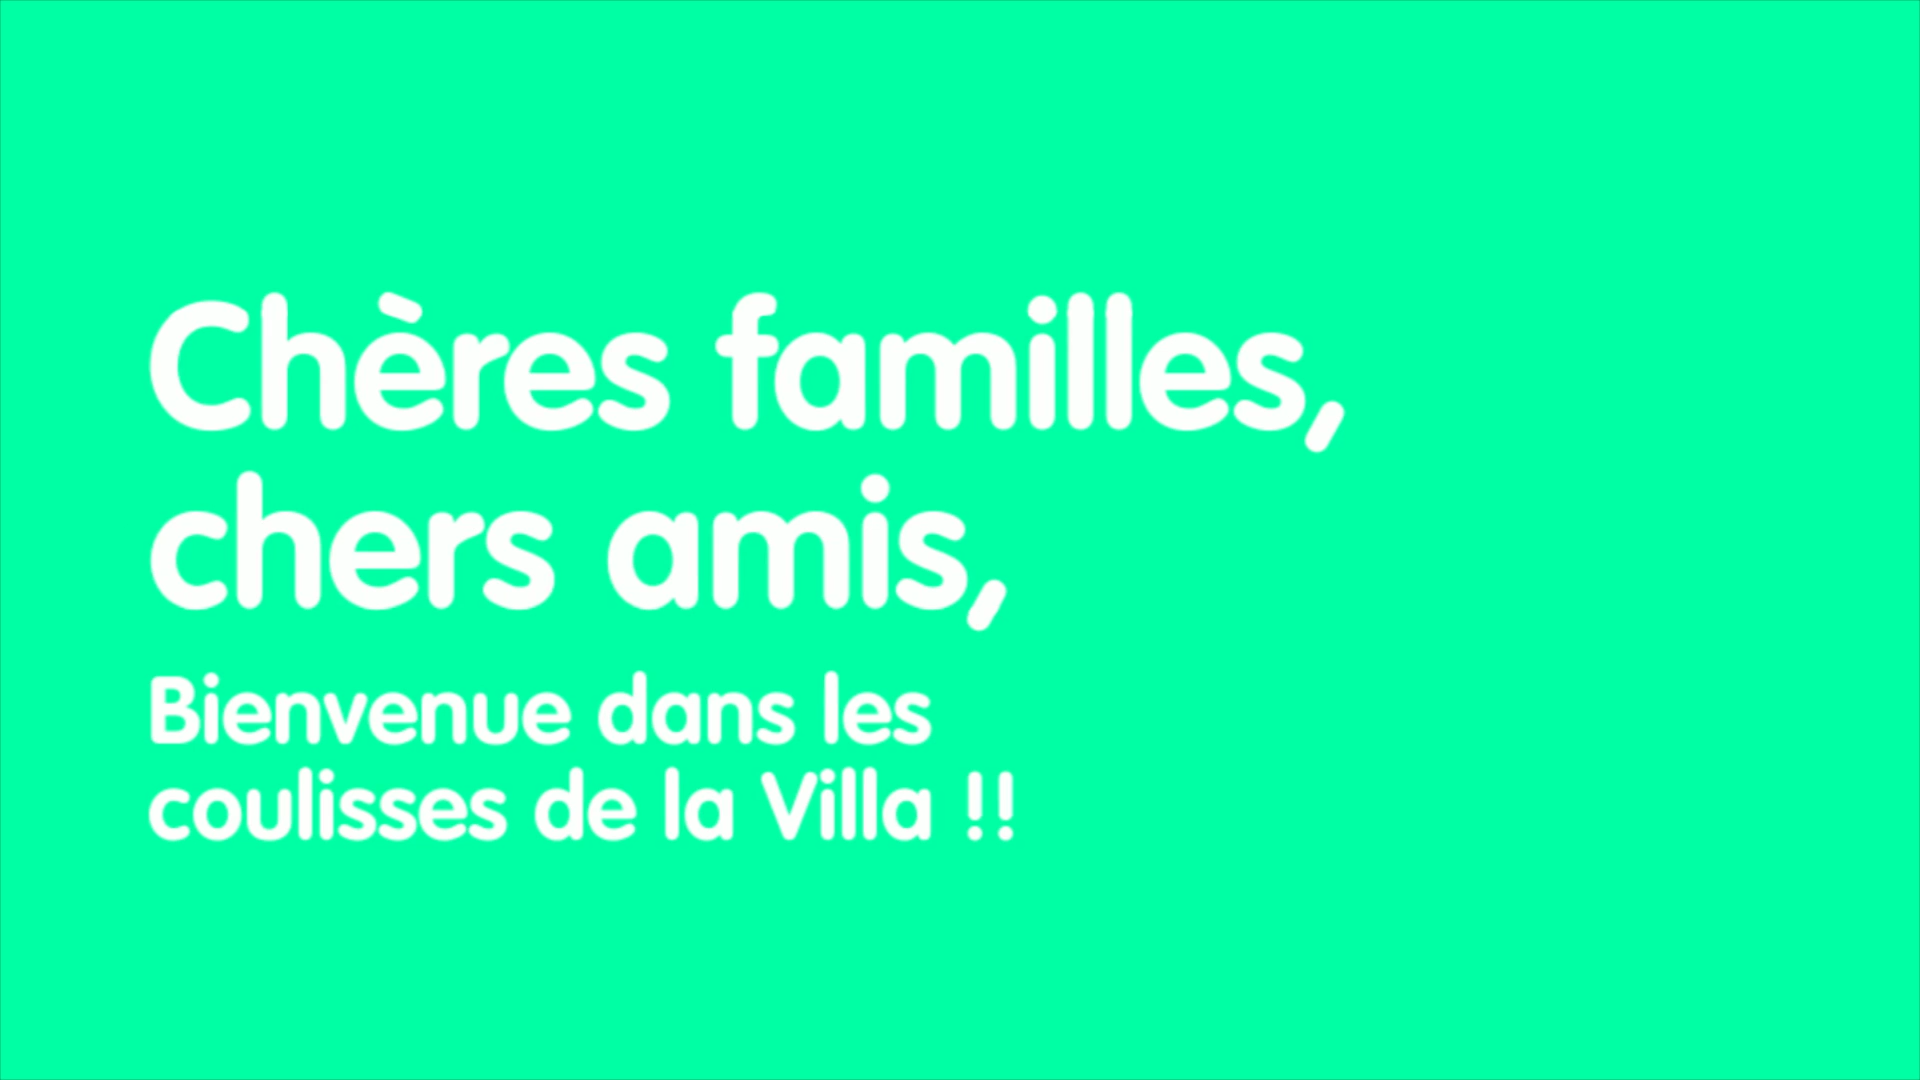 Chères familles,
chers amis,
Bienvenue dans les
coulisses de la Villa !!